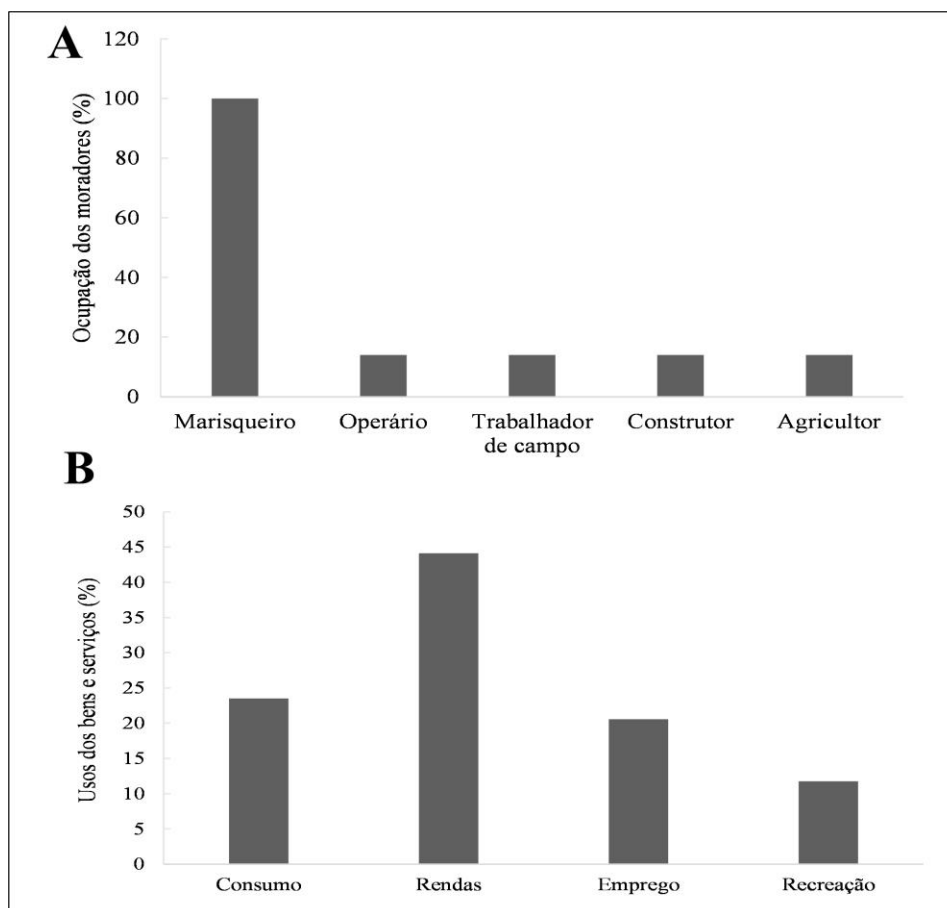 A
Ocupação dos moradores (%)
120
100
80
60
40
20
0
Marisqueiro
Operário
Trabalhador
de campo
Construtor
Agricultor
B
Usos dos bens e serviços (%)
50
45
40
35
30
25
20
15
10
5
0
Consumo
Rendas
Emprego
Recreação